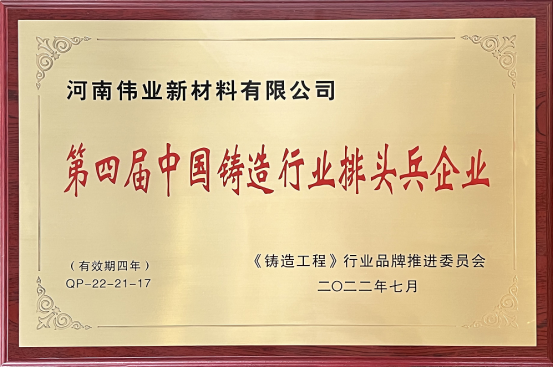 河南伟业新材料有限公司
第四届中国铸造行业排头兵企业
（有效期四年）
QP-22-21-17
《铸造工程》行业品牌推进委员会
二〇二二年七月